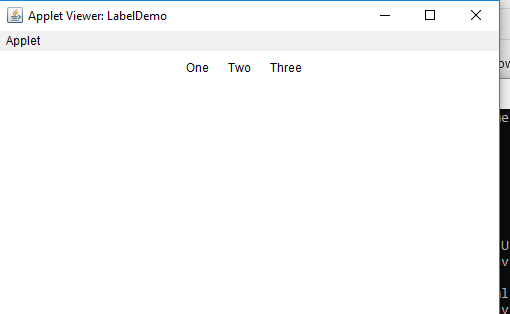 Applet Viewer: LabelDemo
Applet
One Two Three